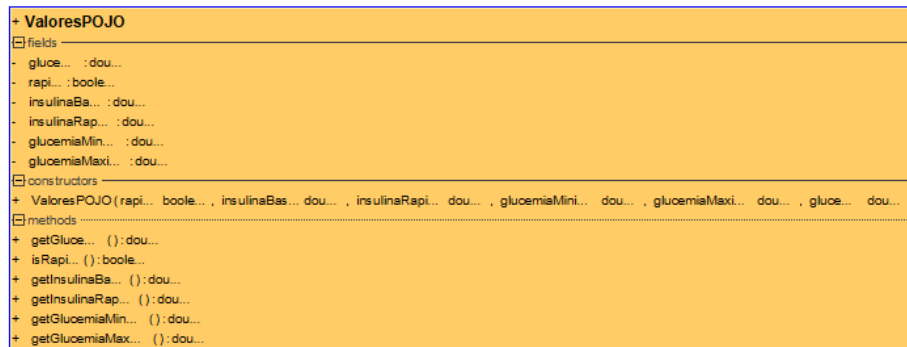 + ValoresPOJO
fields
- gluce... : dou...
- rapi... : boole...
- insulinaBa... : dou...
- insulinaRap... : dou...
- glucemiaMin... : dou...
- glucemiaMaxi... : dou...
constructors
+ ValoresPOJO ( rapi... boole... , insulinaBas... dou... , insulinaRapi... dou... , glucemiaMini... dou... , glucemiaMaxi... dou... , gluce... dou...
methods
+ getGluce... () : dou...
+ isRapi... () : boole...
+ getInsulinaBa... () : dou...
+ getInsulinaRap... () : dou...
+ getGlucemiaMin... () : dou...
+ getGlucemiaMax... () : dou...